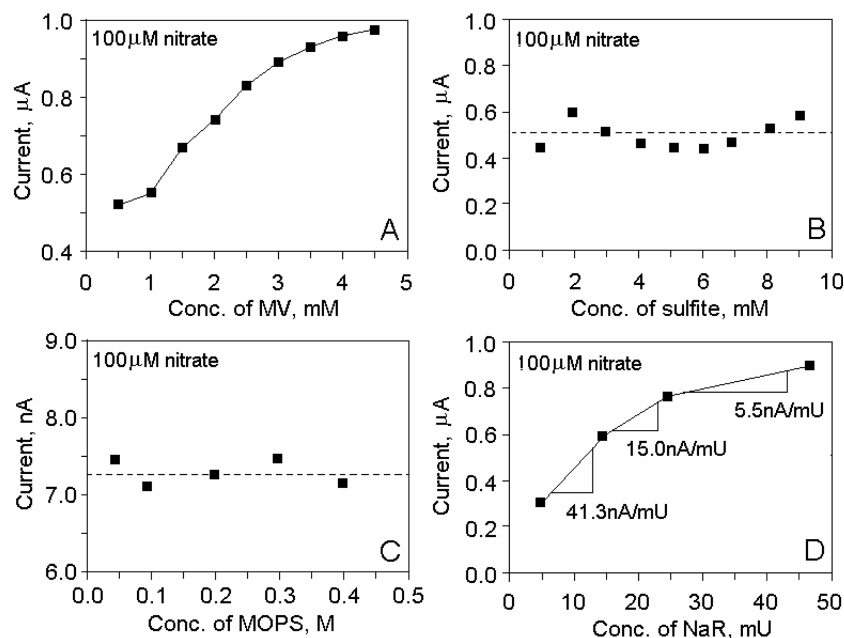 100μM nitrate
1.0
0.8
0.6
0.4
Current, μA
0 1 2 3 4 5
Conc. of MV, mM
A
100μM nitrate
1.0
0.8
0.6
0.4
0.2
0.0
Current, μA
0 2 4 6 8 10
Conc. of sulfite, mM
B
100μM nitrate
9.0
8.0
7.0
6.0
Current, nA
0.0 0.1 0.2 0.3 0.4 0.5
Conc. of MOPS, M
C
100μM nitrate
1.0
0.8
0.6
0.4
0.2
0.0
Current, μA
5.5nA/mU
15.0nA/mU
41.3nA/mU
0 10 20 30 40 50
Conc. of NaR, mU
D